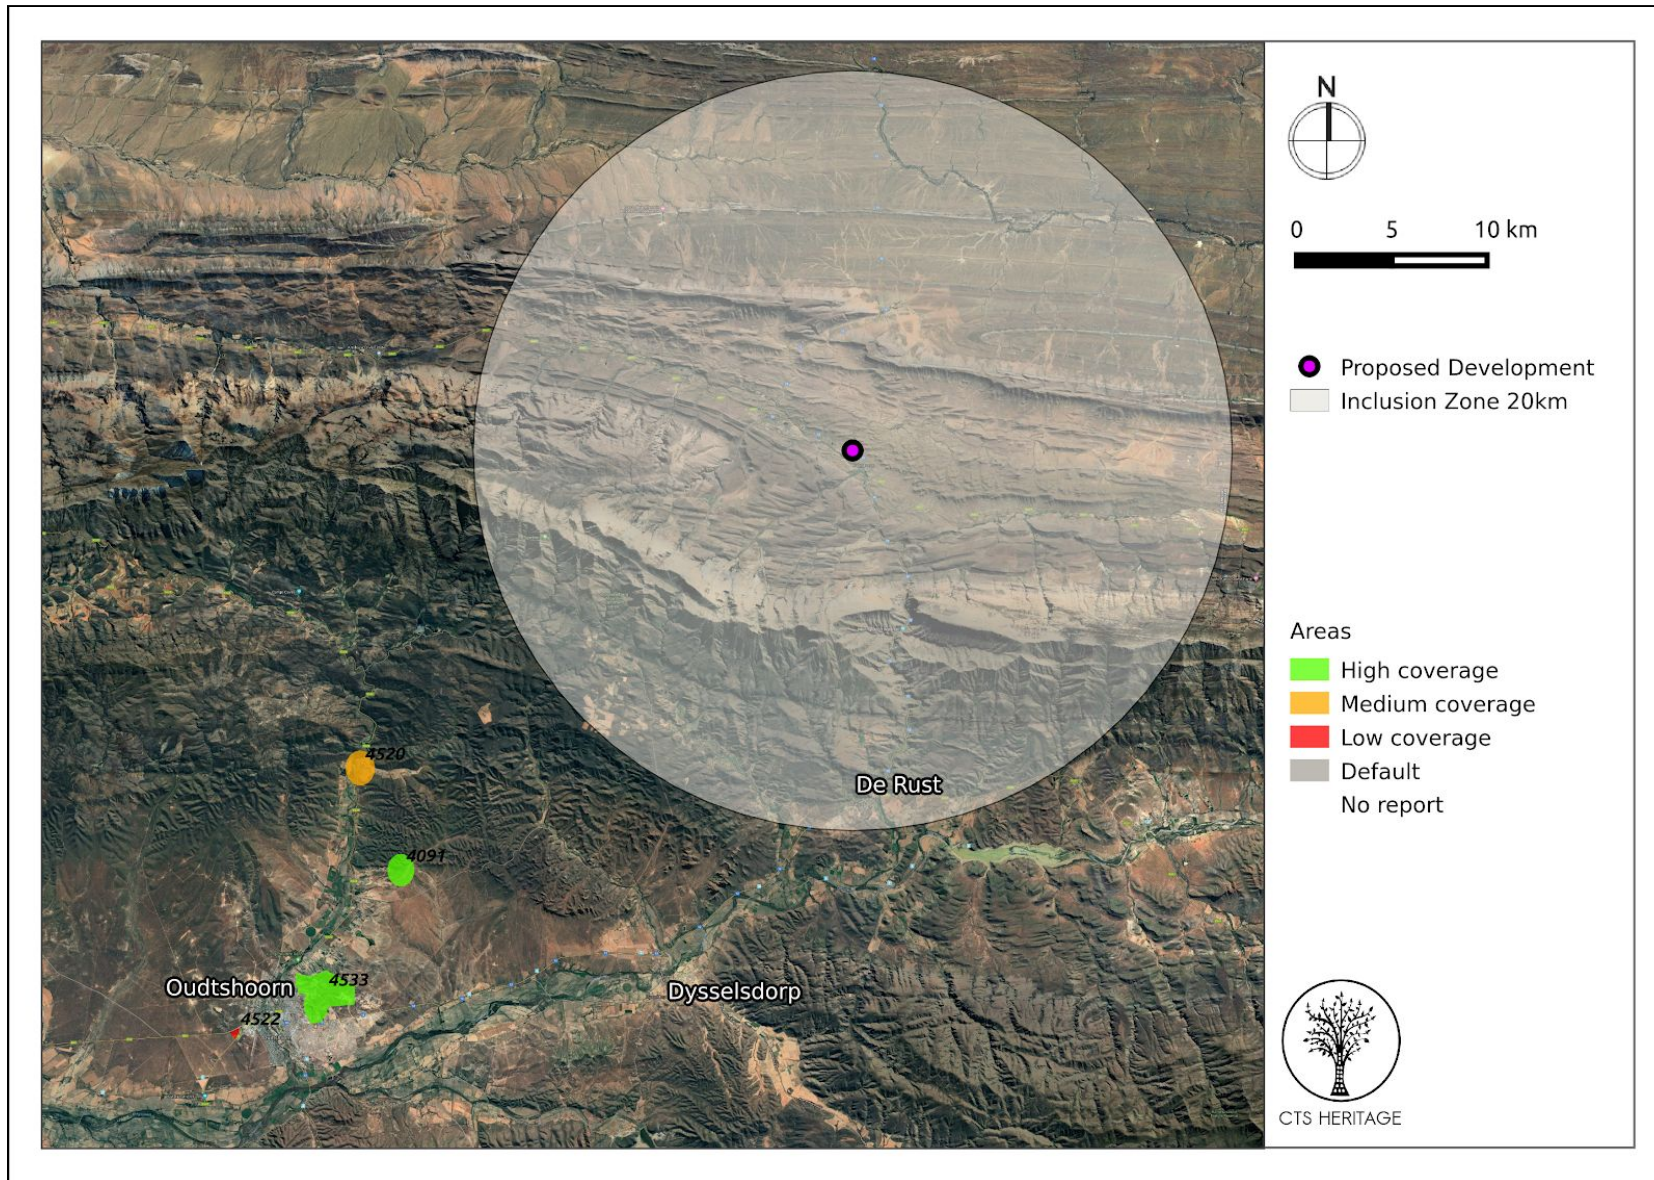 N
0 5 10 km
Proposed Development
Inclusion Zone 20km
Areas
High coverage
Medium coverage
Low coverage
Default
No report
4520
De Rust
4091
Oudtshoorn
4533
Dysselsdorp
4522
CTS HERITAGE